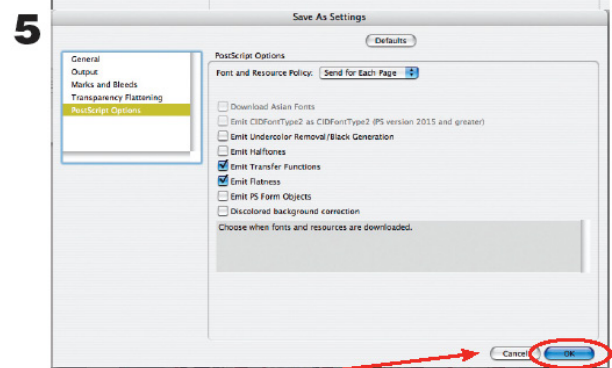 5
Save As Settings
Defaults
General
Output
Marks and Bleeds
Transparency Flattening
PostScript Options
PostScript Options
Font and Resource Policy: Send for Each Page
Download Asian Fonts
Emit CIDFontType2 as CIDFontType2 (PS version 2015 and greater)
Emit Undercolor Removal/Black Generation
Emit Halftones
Emit Transfer Functions
Emit Flatness
Emit PS Form Objects
Discolored background correction
Choose when fonts and resources are downloaded.
Cancel
OK